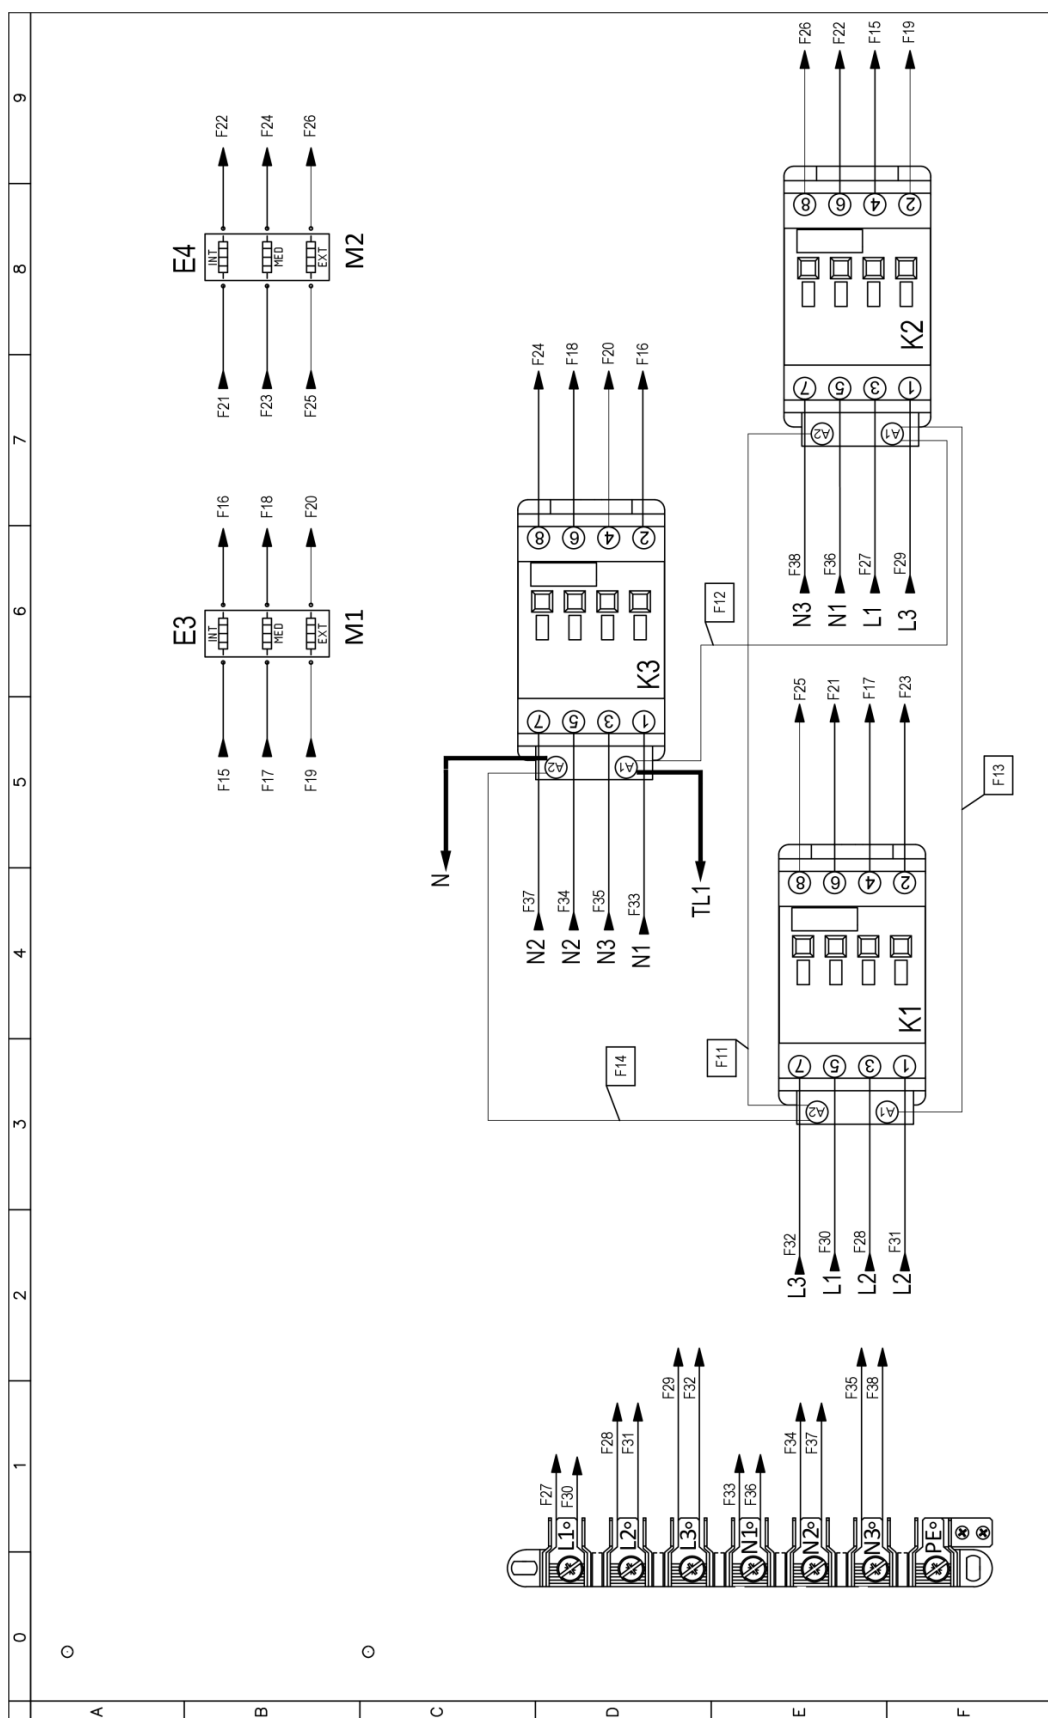 0 1 2 3 4 5 6 7 8 9
A
B
C
D
E
F
E3
INT
MED
EXT
M1
F15 F16
F17 F18
F19 F20
E4
INT
MED
EXT
M2
F21 F22
F23 F24
F25 F26
K3
A2 A1
N
TL1
N2 F37 7 8 F24
N2 F34 5 6 F18
N3 F35 3 4 F20
N1 F33 1 2 F16
F14
F11
F12
F13
K1
A2 A1
L3 F32 7 8 F25
L1 F30 5 6 F21
L2 F28 3 4 F17
L2 F31 1 2 F23
K2
A2 A1
N3 F38 7 8 F26
N1 F36 5 6 F22
L1 F27 3 4 F15
L3 F29 1 2 F19
L1 F27 F30
L2 F28 F31
L3 F29 F32
N1 F33 F36
N2 F34 F37
N3 F35 F38
PE